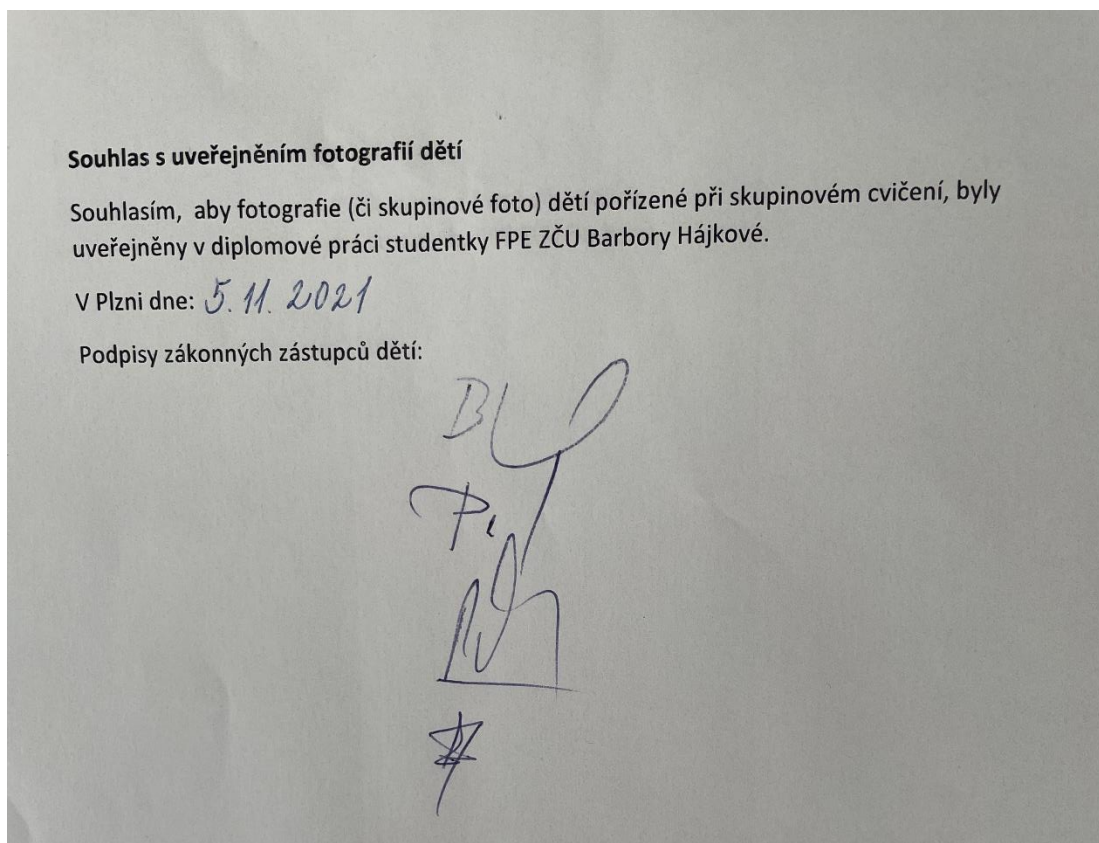 Souhlas s uveřejněním fotografií dětí
Souhlasím, aby fotografie (či skupinové foto) dětí pořízené při skupinovém cvičení, byly
uveřejněny v diplomové práci studentky FPE ZČU Barbory Hájkové.
V Plzni dne: 5. 11. 2021
Podpisy zákonných zástupců dětí: